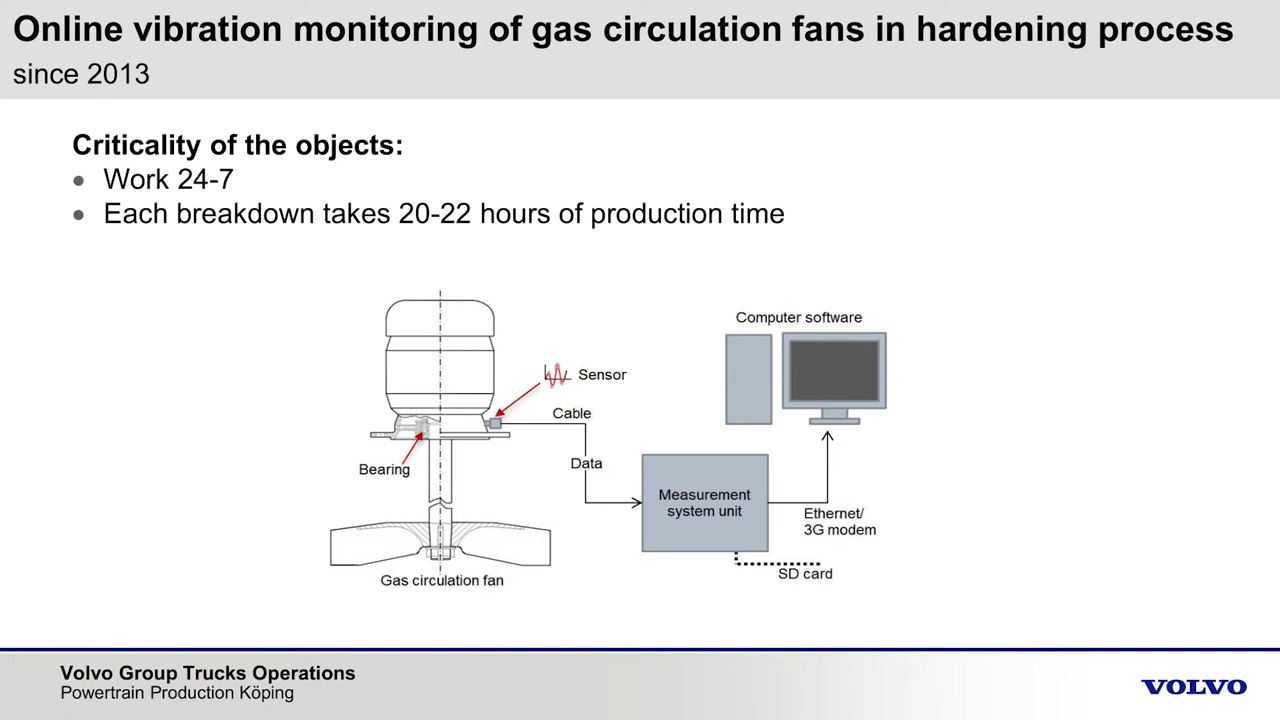 Online vibration monitoring of gas circulation fans in hardening process
since 2013
Criticality of the objects:
• Work 24-7
• Each breakdown takes 20-22 hours of production time
Computer software
Sensor
Cable
Bearing
Data
Measurement
system unit
Ethernet/
3G modem
SD card
Gas circulation fan
Volvo Group Trucks Operations
Powertrain Production Köping
VOLVO